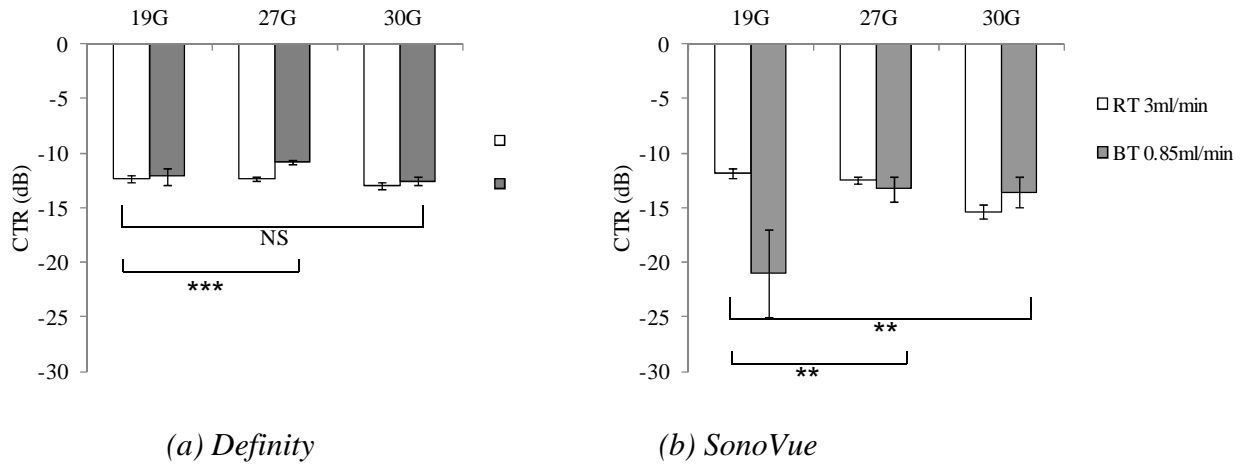 19G 27G 30G
0
-5
-10
-15
-20
-25
-30
CTR (dB)
NS
***
(a) Definity
19G 27G 30G
0
-5
-10
-15
-20
-25
-30
CTR (dB)
**
**
RT 3ml/min
BT 0.85ml/min
(b) SonoVue